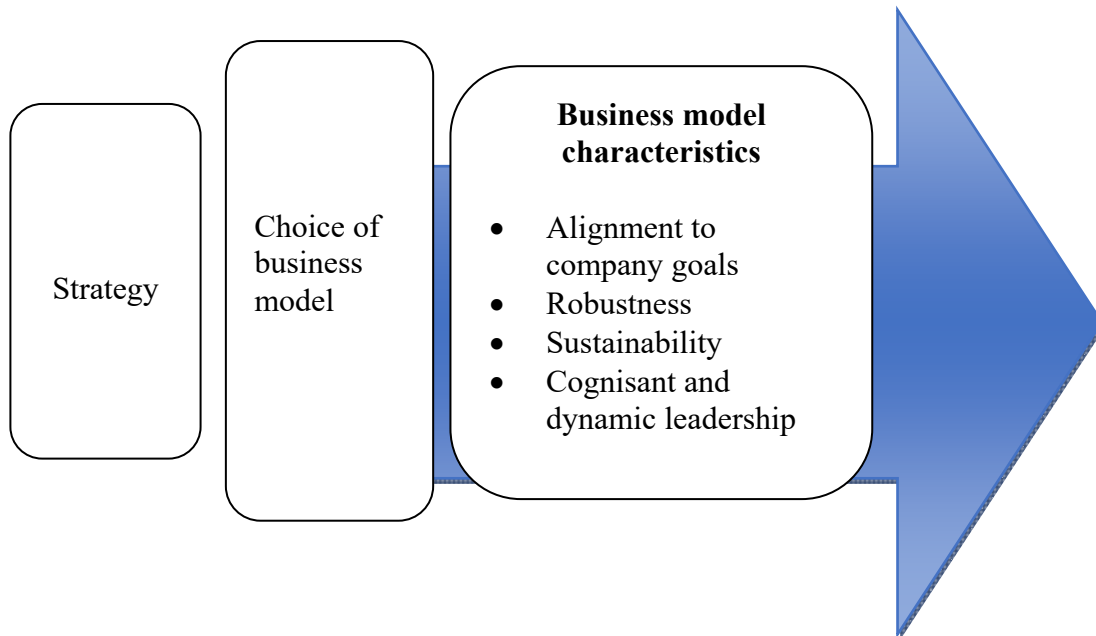 Strategy
Choice of
business
model
Business model
characteristics
• Alignment to
company goals
• Robustness
• Sustainability
• Cognisant and
dynamic leadership